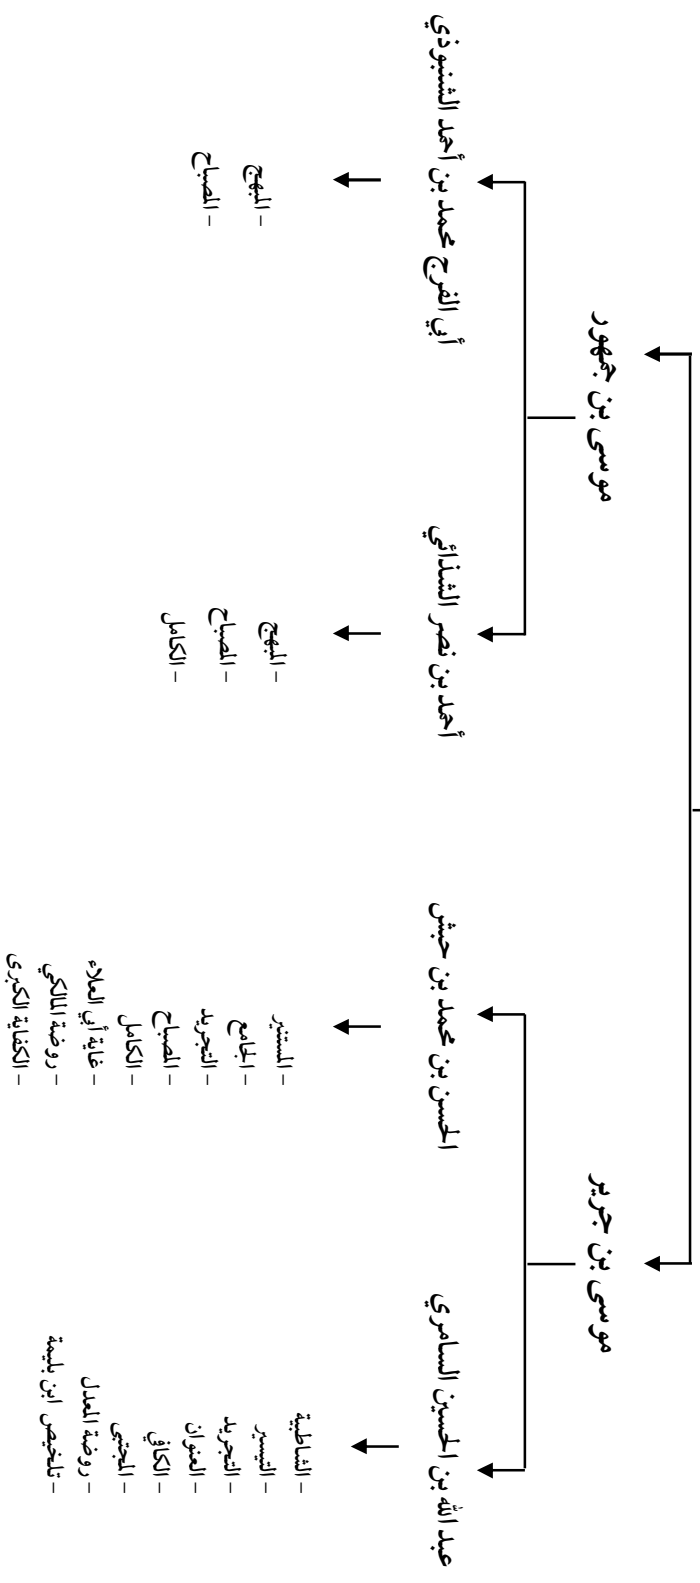 موسى بن جرير
موسى بن جمهور
عبد الله بن الحسين السامري
الحسن بن محمد بن حبش
أحمد بن نصر الشذائي
أبي الفرج محمد بن أحمد الشنبوذي
- الشاطبية
- التيسير
- التجريد
- العنوان
- الكافي
- المجتبى
- روضة المعدل
- تلخيص ابن بليمة
- المستنير
- الجامع
- التجريد
- المصباح
- الكامل
- غاية أبي العلاء
- روضة المالكي
- الكفاية الكبرى
- المبهج
- المصباح
- الكامل
- المبهج
- المصباح